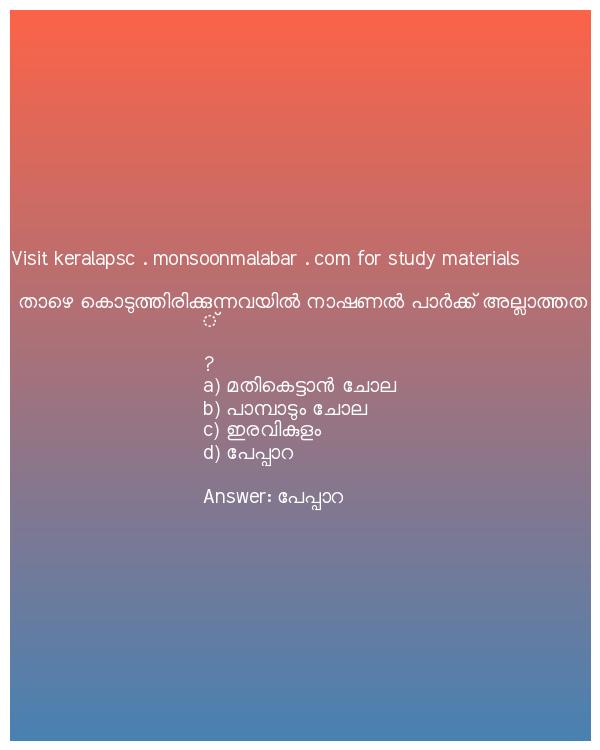 Visit keralapsc . monsoonmalabar . com for study materials
താഴെ കൊടുത്തിരിക്കുന്നവയിൽ നാഷണൽ പാർക്ക് അല്ലാത്തത
്
?
a) മതികെട്ടാൻ ചോല
b) പാമ്പാടും ചോല
c) ഇരവികുളം
d) പേപ്പാറ
Answer: പേപ്പാറ